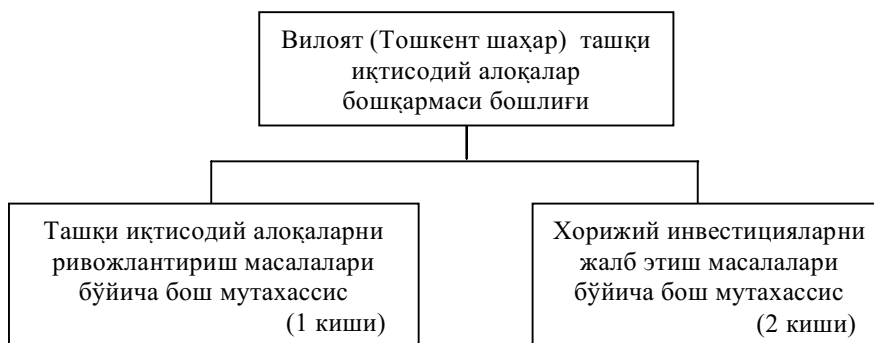 Вилоят (Тошкент шаҳар) ташқи
иқтисодий алоқалар
бошқармаси бошлиғи
Ташқи иқтисодий алоқаларни
ривожлантириш масалалари
бўйича бош мутахассис
(1 киши)
Хорижий инвестицияларни
жалб этиш масалалари
бўйича бош мутахассис
(2 киши)